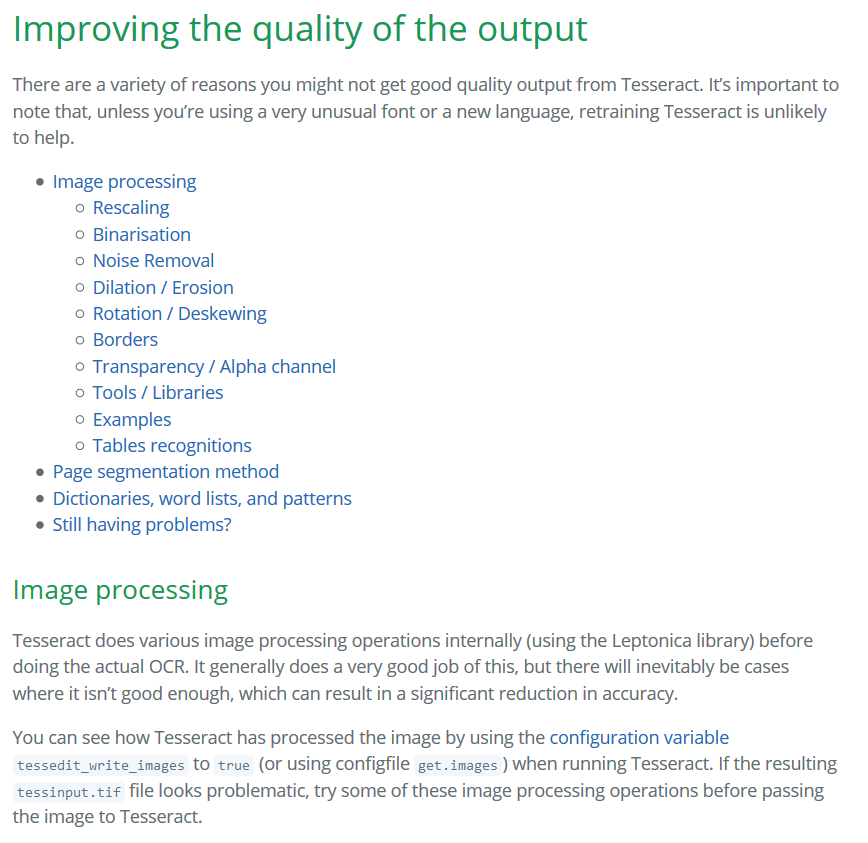 Improving the quality of the output
There are a variety of reasons you might not get good quality output from Tesseract. It’s important to
note that, unless you’re using a very unusual font or a new language, retraining Tesseract is unlikely
to help.
Image processing
Rescaling
Binarisation
Noise Removal
Dilation / Erosion
Rotation / Deskewing
Borders
Transparency / Alpha channel
Tools / Libraries
Examples
Tables recognitions
Page segmentation method
Dictionaries, word lists, and patterns
Still having problems?
Image processing
Tesseract does various image processing operations internally (using the Leptonica library) before
doing the actual OCR. It generally does a very good job of this, but there will inevitably be cases
where it isn’t good enough, which can result in a significant reduction in accuracy.
You can see how Tesseract has processed the image by using the configuration variable
tessedit_write_images to true (or using configfile get.images) when running Tesseract. If the resulting
tessinput.tif file looks problematic, try some of these image processing operations before passing
the image to Tesseract.